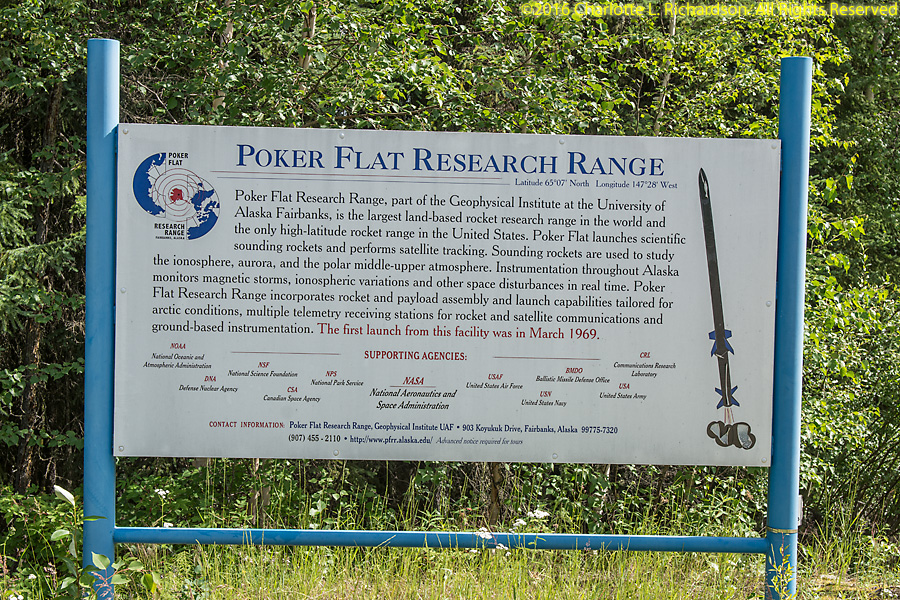 ©2015 Charlotte L. Richardson- All Rights Reserved
POKER FLAT
RESEARCH RANGE
FAIRBANKS, ALASKA
POKER FLAT RESEARCH RANGE
Latitude 65°07' North Longitude 147°28' West
Poker Flat Research Range, part of the Geophysical Institute at the University of
Alaska Fairbanks, is the largest land-based rocket research range in the world and
the only high-latitude rocket range in the United States. Poker Flat launches scientific
sounding rockets and performs satellite tracking. Sounding rockets are used to study
the ionosphere, aurora, and the polar middle-upper atmosphere. Instrumentation throughout Alaska
monitors magnetic storms, ionospheric variations and other space disturbances in real time. Poker
Flat Research Range incorporates rocket and payload assembly and launch capabilities tailored for
arctic conditions, multiple telemetry receiving stations for rocket and satellite communications and
ground-based instrumentation. The first launch from this facility was in March 1969.
SUPPORTING AGENCIES:
NOAA
National Oceanic and
Atmospheric Administration
DNA
Defense Nuclear Agency
NSF
National Science Foundation
CSA
Canadian Space Agency
NPS
National Park Service
NASA
National Aeronautics and
Space Administration
USAF
United States Air Force
USN
United States Navy
BMDO
Ballistic Missile Defense Office
USA
United States Army
CRL
Communications Research
Laboratory
CONTACT INFORMATION: Poker Flat Research Range, Geophysical Institute UAF • 903 Koyukuk Drive, Fairbanks, Alaska 99775-7320
(907) 455 - 2110 • http://www.pfrr.alaska.edu/ Advanced notice required for tours